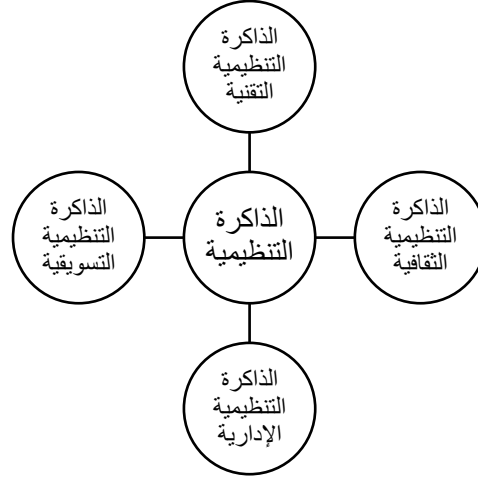 الذاكرة
التنظيمية
التقنية
الذاكرة
التنظيمية
الثقافية
الذاكرة
التنظيمية
الذاكرة
التنظيمية
التسويقية
الذاكرة
التنظيمية
الإدارية